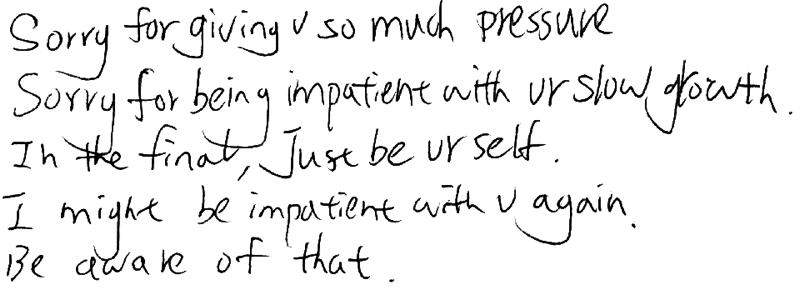 Sorry for giving u so much pressure
Sorry for being impatient with ur slow growth.
In the final, Just be urself.
I might be impatient with u again.
Be aware of that.